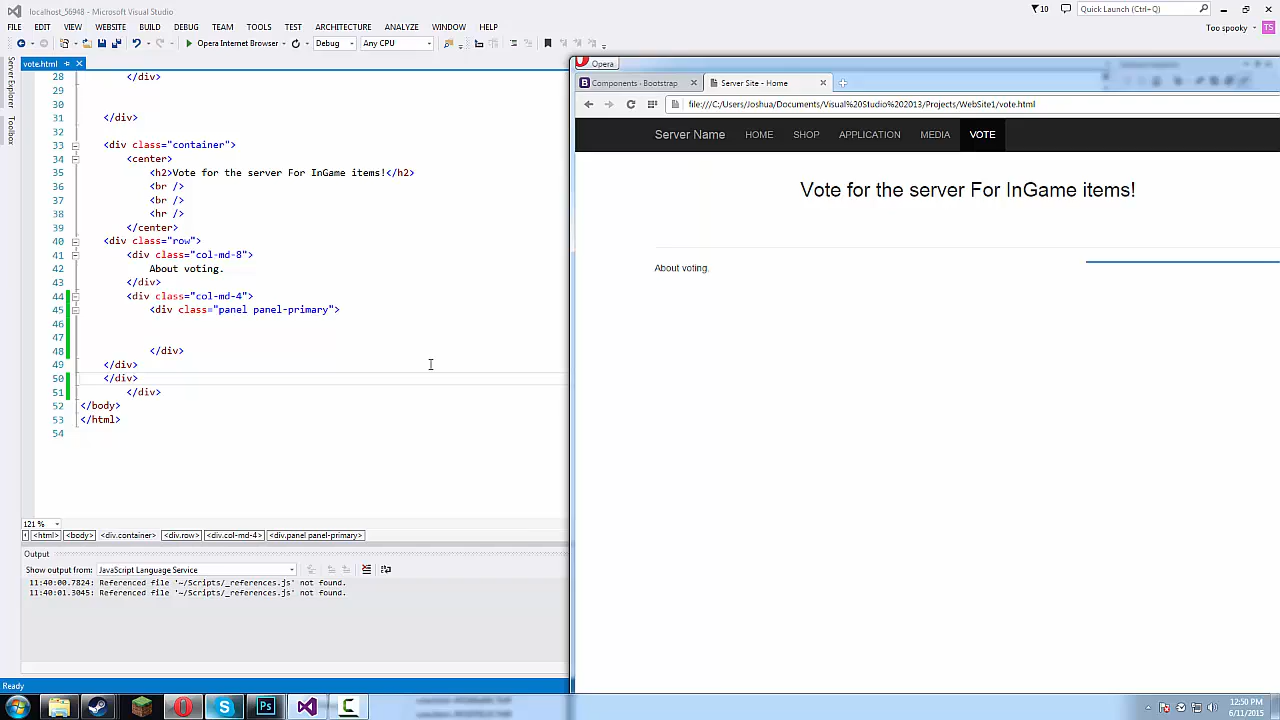 localhost_56948 - Microsoft Visual Studio
10
Quick Launch (Ctrl+Q)
FILE EDIT VIEW WEBSITE BUILD DEBUG TEAM TOOLS TEST ARCHITECTURE ANALYZE WINDOW HELP
Too spooky
TS
Opera Internet Browser Debug Any CPU
vote.html
Server Explorer
Toolbox
28 </div>
29
30
31 </div>
32
33 <div class="container">
34 <center>
35 <h2>Vote for the server For InGame items!</h2>
36 <br />
37 <br />
38 <hr />
39 </center>
40 <div class="row">
41 <div class="col-md-8">
42 About voting.
43 </div>
44 <div class="col-md-4">
45 <div class="panel panel-primary">
46
47
48 </div>
49 </div>
50 </div>
51 </div>
52 </body>
53 </html>
54
121 %
<html> <body> <div.container> <div.row> <div.col-md-4> <div.panel panel-primary>
Output
Show output from: JavaScript Language Service
11:40:00.7824: Referenced file '~/Scripts/_references.js' not found.
11:40:01.3045: Referenced file '~/Scripts/_references.js' not found.
Ready
Opera
Components · Bootstrap
Server Site - Home
file:///C:/Users/Joshua/Documents/Visual%20Studio%202013/Projects/WebSite1/vote.html
Server Name HOME SHOP APPLICATION MEDIA VOTE
Vote for the server For InGame items!
About voting.
12:50 PM
6/11/2015